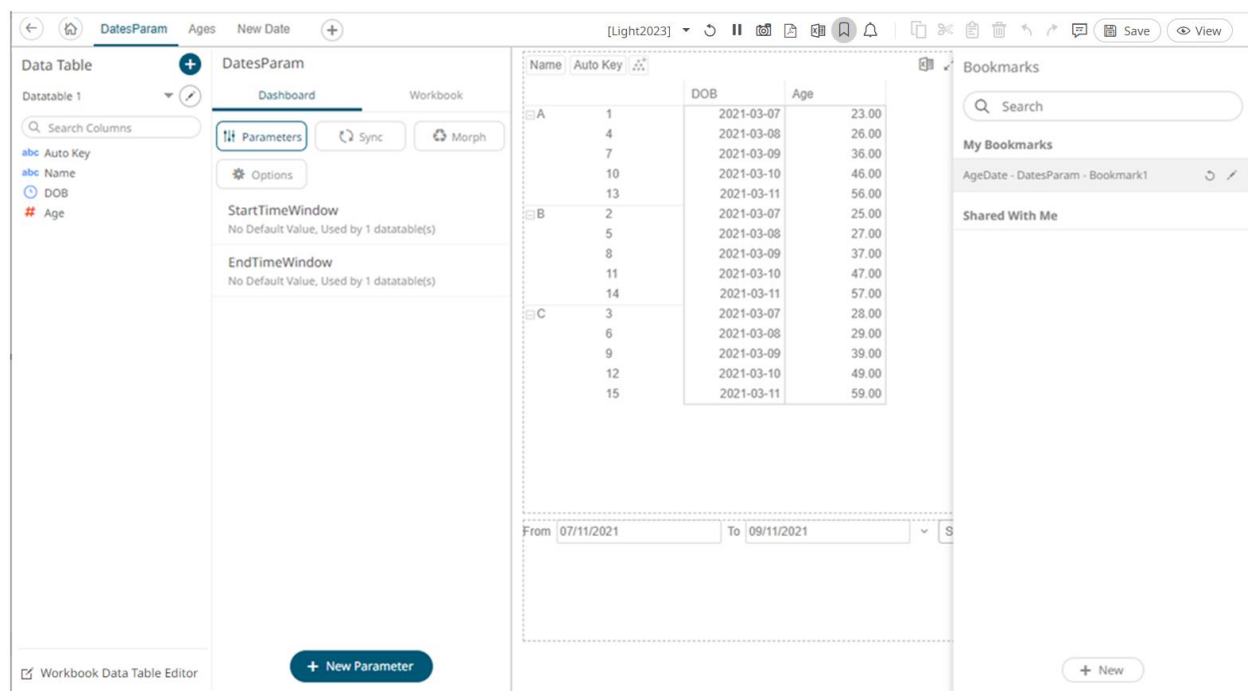 DatesParam Ages New Date [Light2023] Save View
Data Table
Datatable 1
Search Columns
abc Auto Key
abc Name
DOB
# Age
Workbook Data Table Editor
DatesParam
Dashboard Workbook
Parameters Sync Morph
Options
StartTimeWindow
No Default Value, Used by 1 datatable(s)
EndTimeWindow
No Default Value, Used by 1 datatable(s)
+ New Parameter
Name Auto Key
DOB Age
A 1 2021-03-07 23.00
4 2021-03-08 26.00
7 2021-03-09 36.00
10 2021-03-10 46.00
13 2021-03-11 56.00
B 2 2021-03-07 25.00
5 2021-03-08 27.00
8 2021-03-09 37.00
11 2021-03-10 47.00
14 2021-03-11 57.00
C 3 2021-03-07 28.00
6 2021-03-08 29.00
9 2021-03-09 39.00
12 2021-03-10 49.00
15 2021-03-11 59.00
From 07/11/2021 To 09/11/2021 S
Bookmarks
Search
My Bookmarks
AgeDate - DatesParam - Bookmark1
Shared With Me
+ New